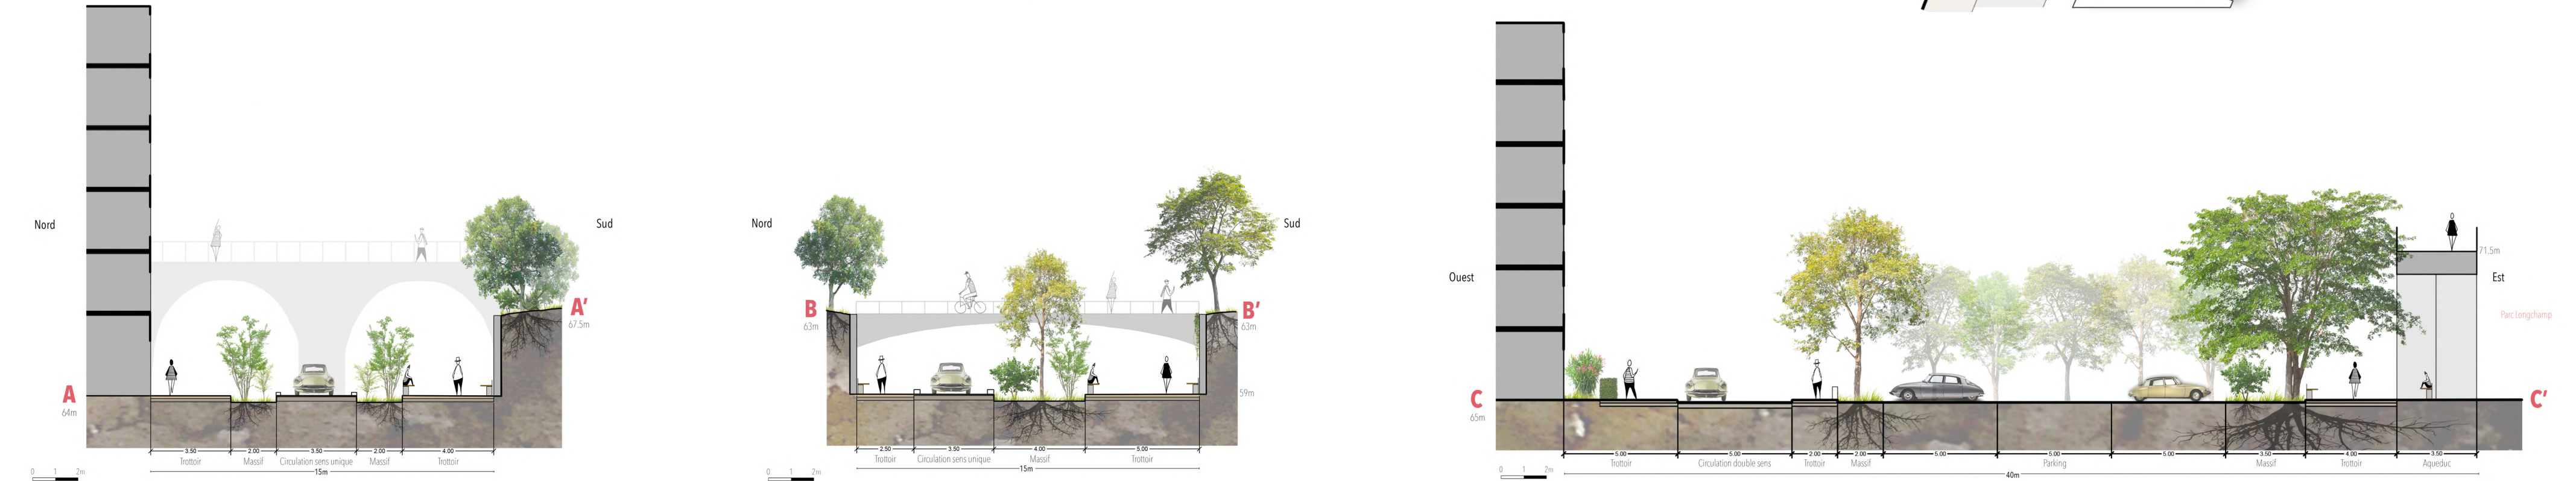 Nord
Sud
A
64m
A'
67.5m
3.50
2.00
3.50
2.00
4.00
Trottoir
Massif
Circulation sens unique
Massif
Trottoir
15m
0 1 2m
Nord
Sud
B
63m
B'
63m
59m
2.50
3.50
4.00
5.00
Trottoir
Circulation sens unique
Massif
Trottoir
15m
0 1 2m
Ouest
71.5m
Est
Parc Longchamp
C
65m
C'
5.00
5.00
2.00
2.00
5.00
5.00
5.00
3.50
4.00
3.50
Trottoir
Circulation double sens
Trottoir
Massif
Parking
Massif
Trottoir
Aqueduc
40m
0 1 2m